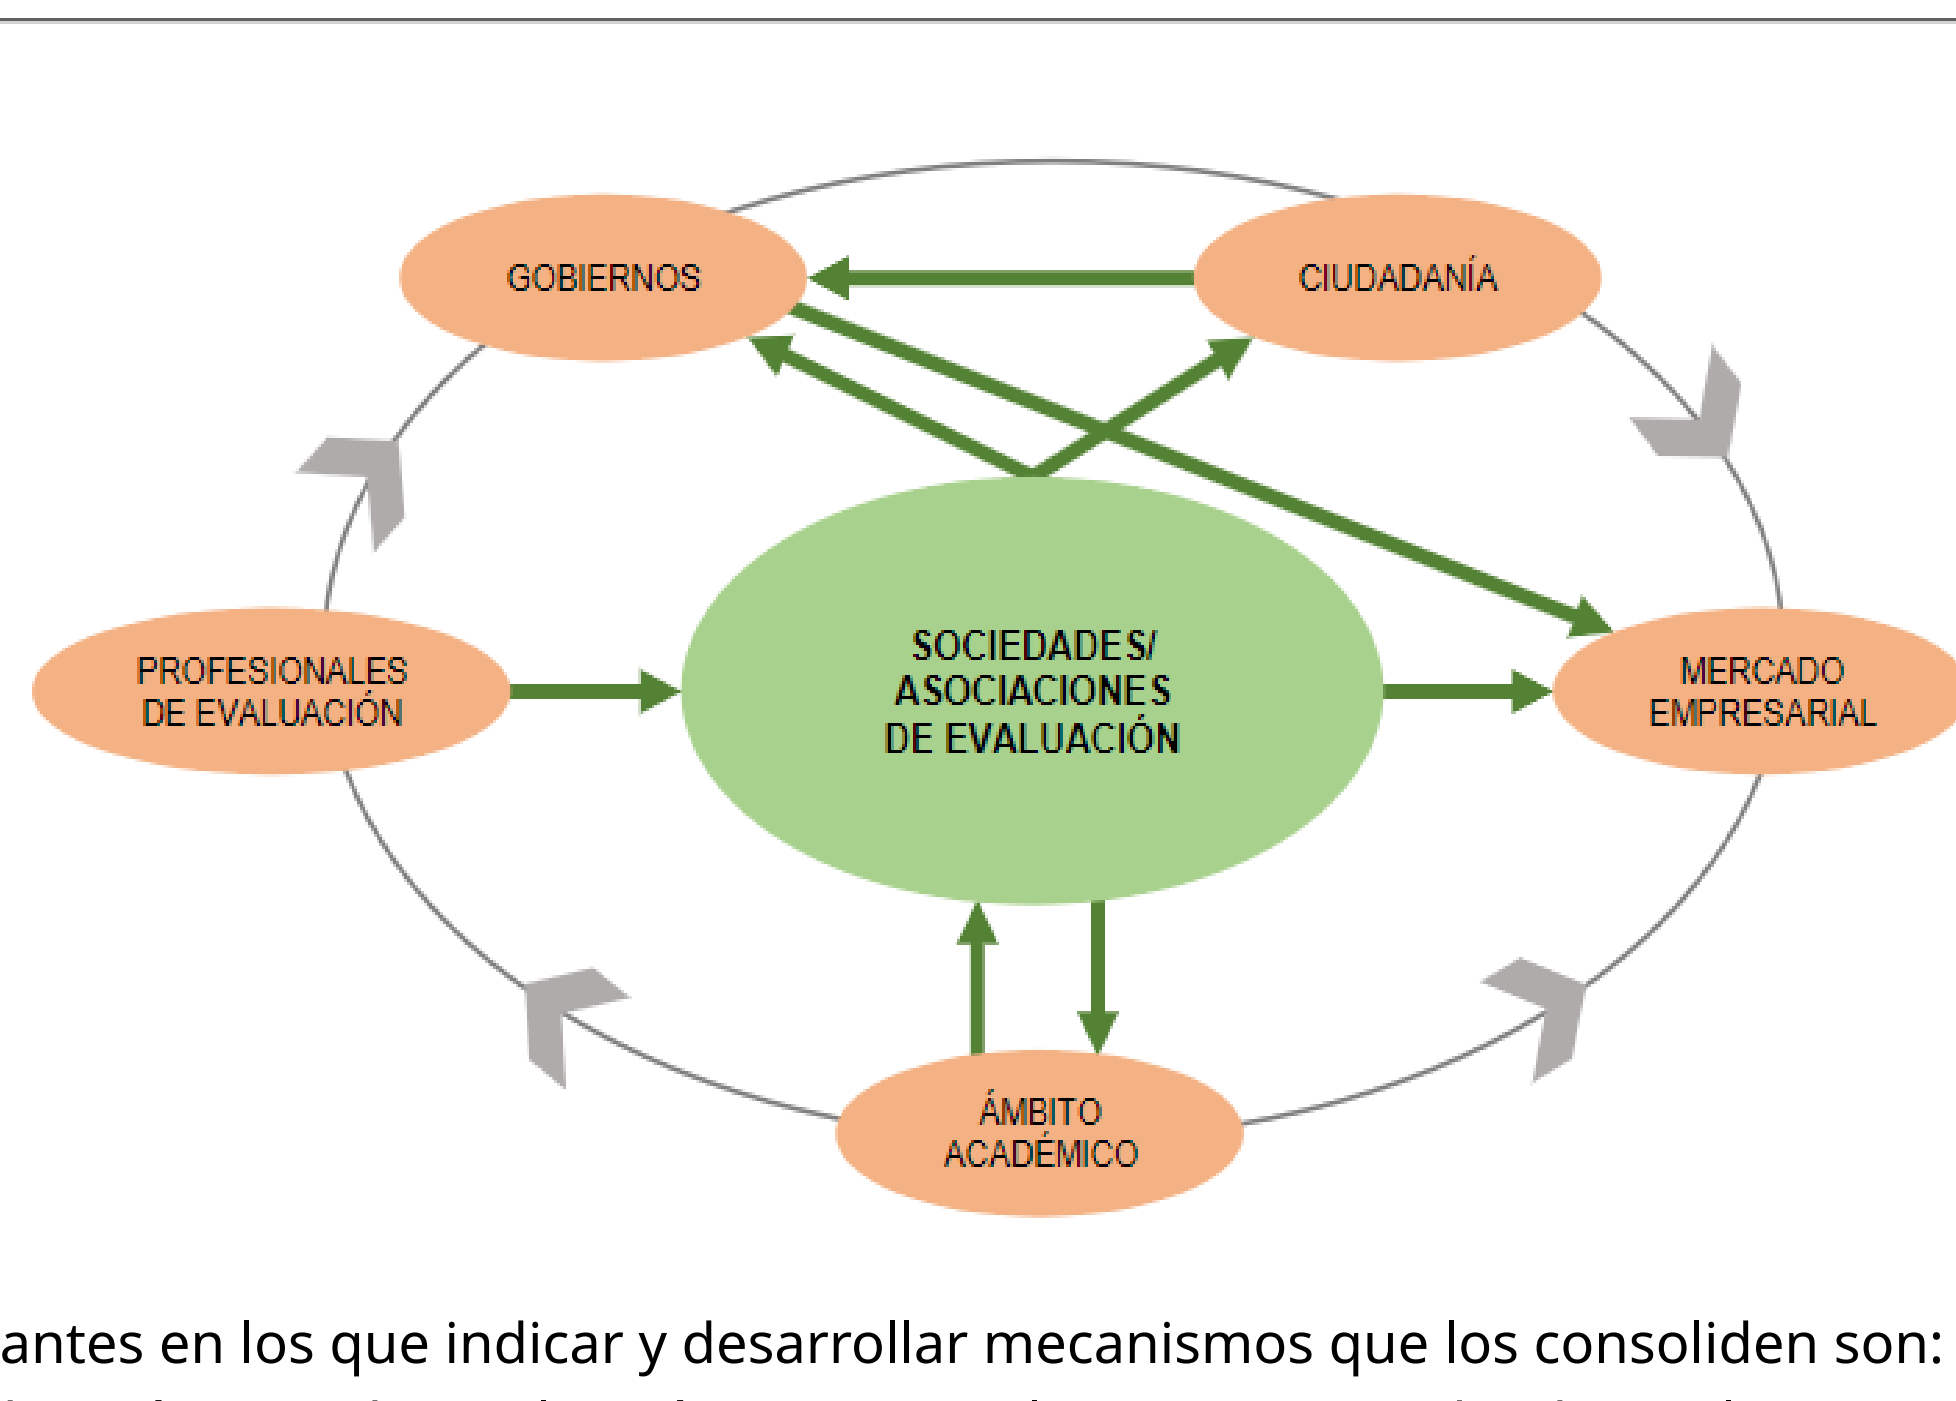 GOBIERNOS
CIUDADANÍA
PROFESIONALES
DE EVALUACIÓN
SOCIEDADES/
ASOCIACIONES
DE EVALUACIÓN
MERCADO
EMPRESARIAL
ÁMBITO
ACADÉMICO
antes en los que indicar y desarrollar mecanismos que los consoliden son: